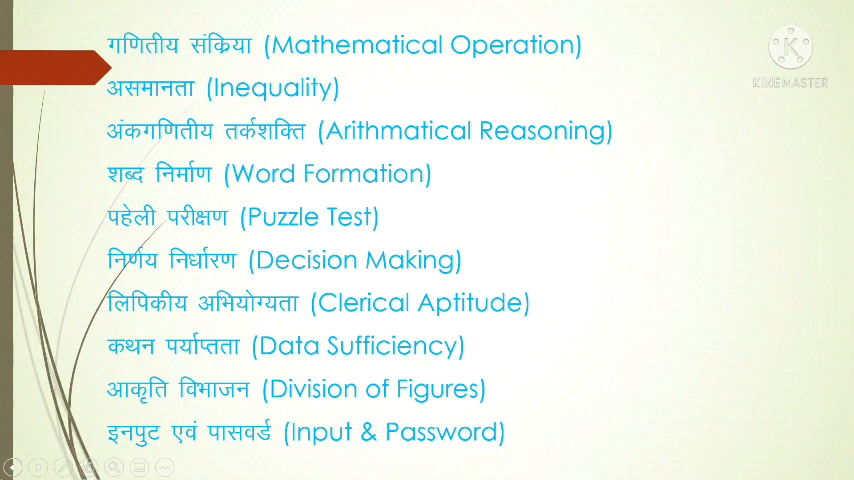 गणितीय संक्रिया (Mathematical Operation)
KINEMASTER
असमानता (Inequality)
अंकगणितीय तर्कशक्ति (Arithmatical Reasoning)
शब्द निर्माण (Word Formation)
पहेली परीक्षण (Puzzle Test)
निर्णय निर्धारण (Decision Making)
लिपिकीय अभियोग्यता (Clerical Aptitude)
कथन पर्याप्तता (Data Sufficiency)
आकृति विभाजन (Division of Figures)
इनपुट एवं पासवर्ड (Input & Password)